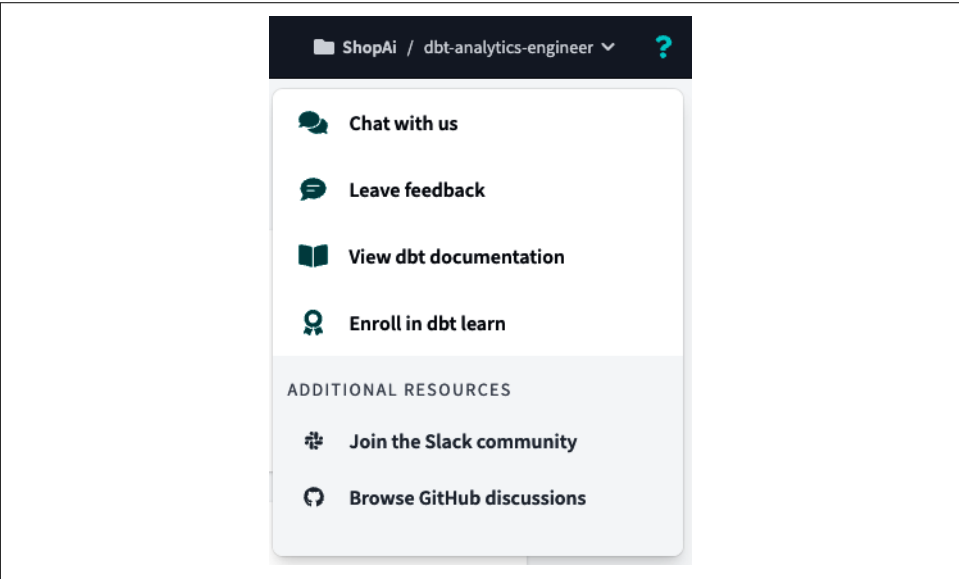 ShopAi / dbt-analytics-engineer ?
Chat with us
Leave feedback
View dbt documentation
Enroll in dbt learn
ADDITIONAL RESOURCES
Join the Slack community
Browse GitHub discussions